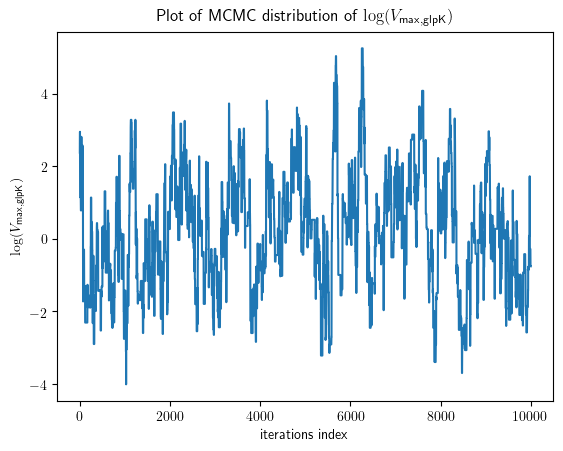 Plot of MCMC distribution of log(V_max,glpK)
log(V_max,glpK)
4
2
0
−2
−4
0 2000 4000 6000 8000 10000
iterations index